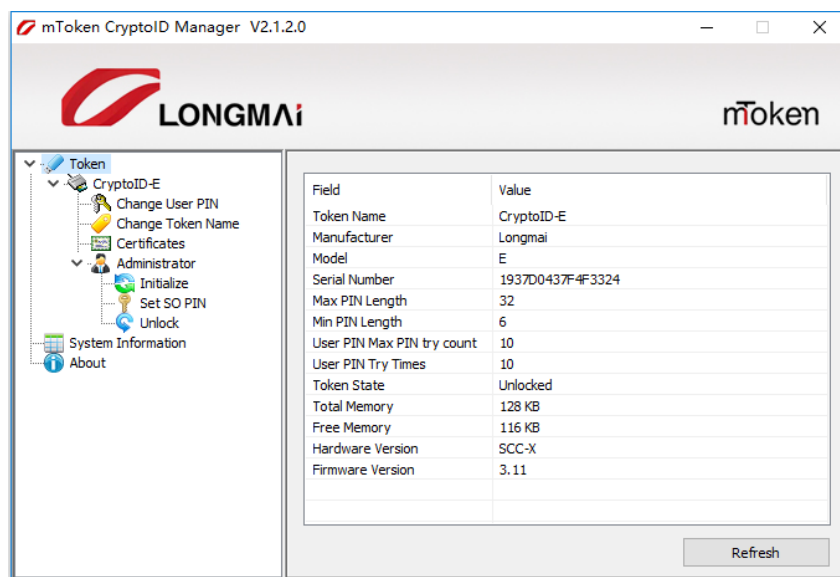 mToken CryptoID Manager V2.1.2.0
LONGMAi
mToken
Token
CryptoID-E
Change User PIN
Change Token Name
Certificates
Administrator
Initialize
Set SO PIN
Unlock
System Information
About
Field Value
Token Name CryptoID-E
Manufacturer Longmai
Model E
Serial Number 1937D0437F4F3324
Max PIN Length 32
Min PIN Length 6
User PIN Max PIN try count 10
User PIN Try Times 10
Token State Unlocked
Total Memory 128 KB
Free Memory 116 KB
Hardware Version SCC-X
Firmware Version 3.11
Refresh